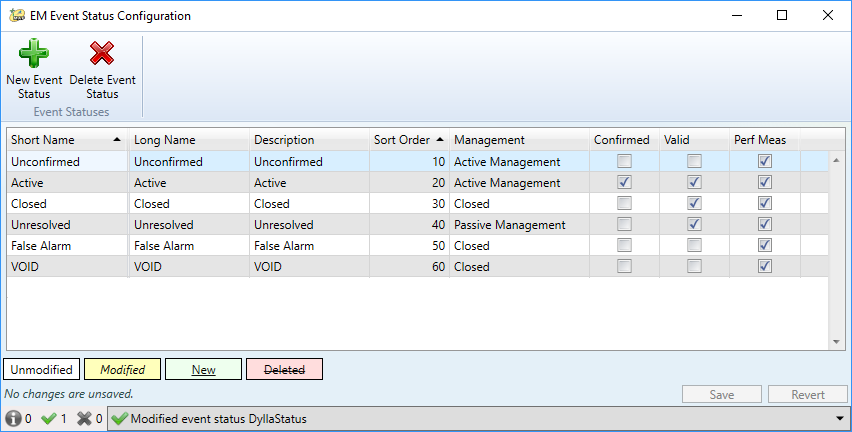 EM Event Status Configuration
New Event Status
Delete Event Status
Event Statuses
Short Name Long Name Description Sort Order Management Confirmed Valid Perf Meas
Unconfirmed Unconfirmed Unconfirmed 10 Active Management
Active Active Active 20 Active Management
Closed Closed Closed 30 Closed
Unresolved Unresolved Unresolved 40 Passive Management
False Alarm False Alarm False Alarm 50 Closed
VOID VOID VOID 60 Closed
Unmodified Modified New Deleted
No changes are unsaved.
Save Revert
0 1 0 Modified event status DyllaStatus